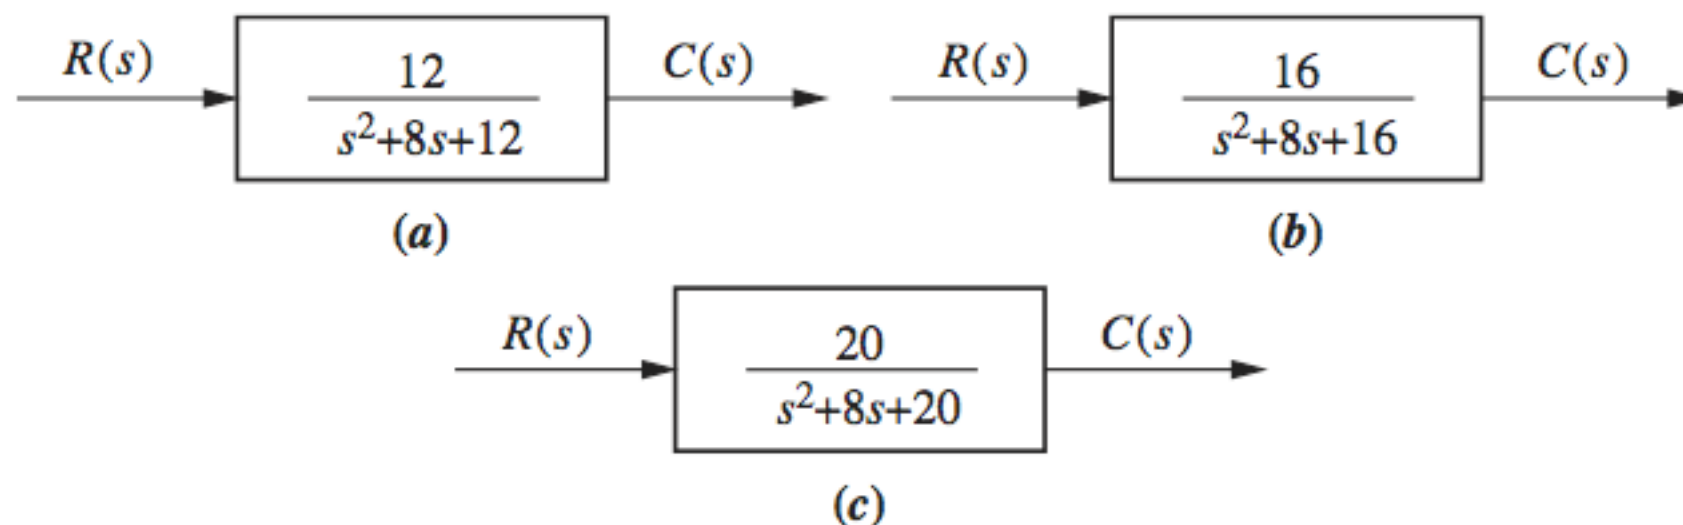 R(s) 12 C(s) R(s) 16 C(s)
s²+8s+12 s²+8s+16
(a) (b)
R(s) 20 C(s)
s²+8s+20
(c)